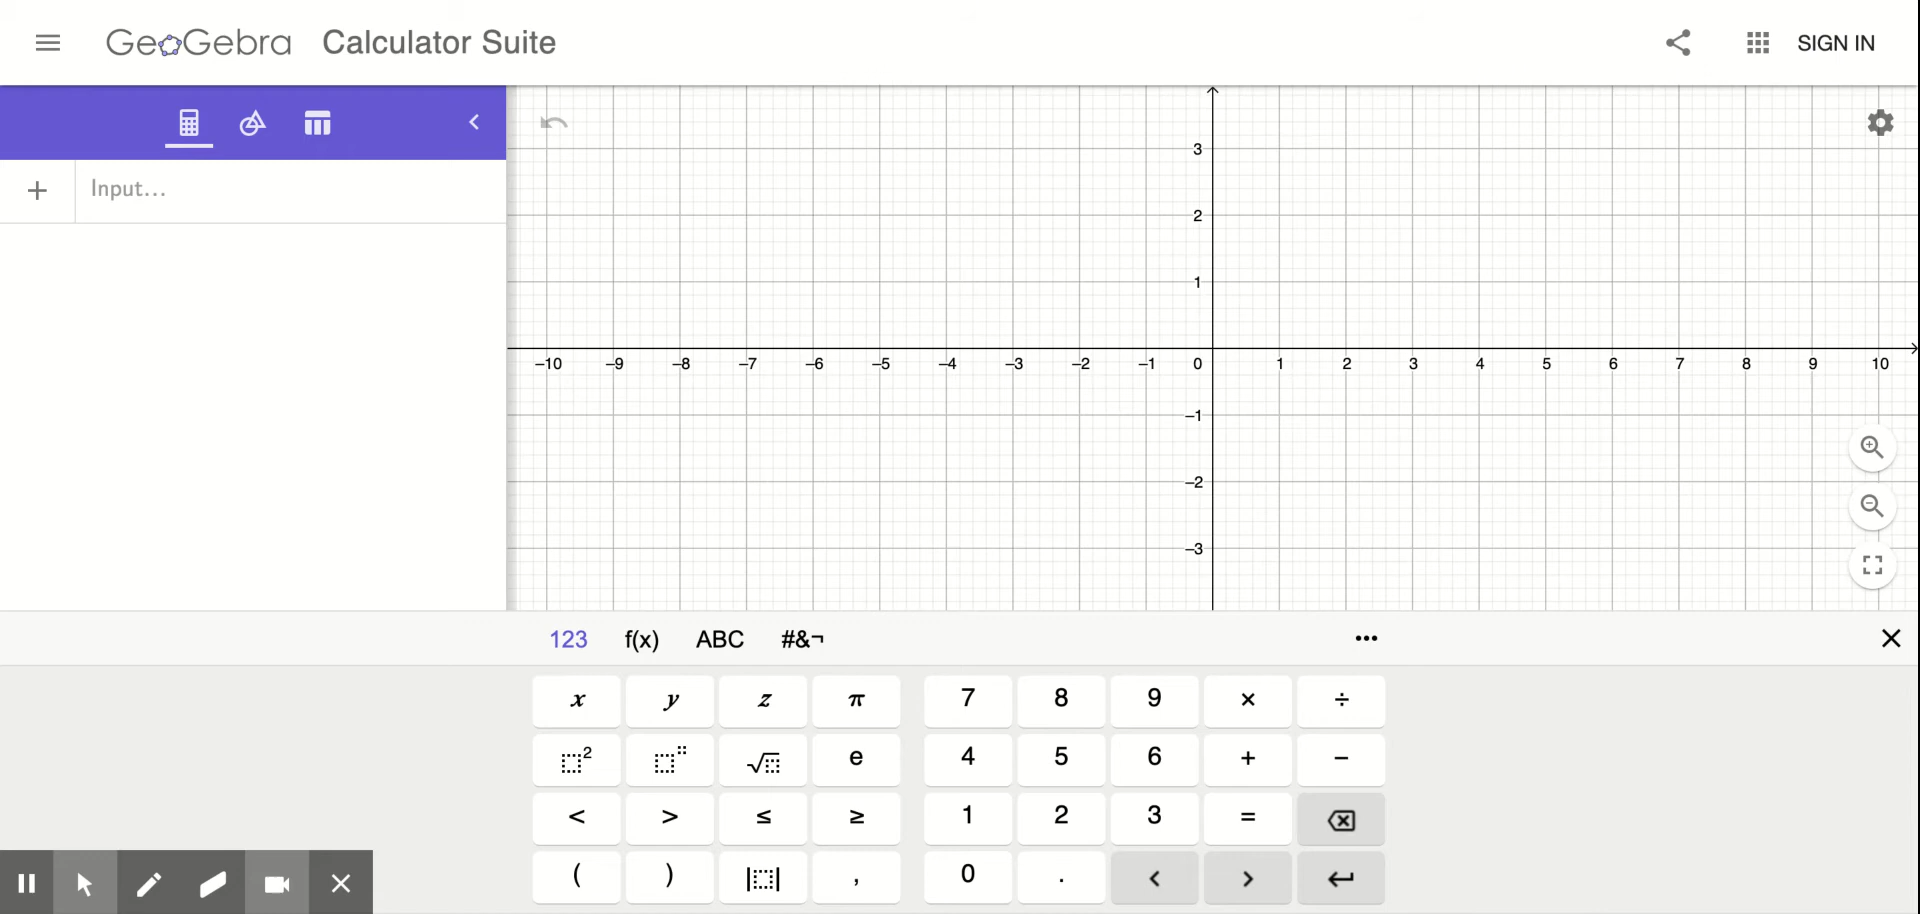 GeoGebra Calculator Suite SIGN IN
+ Input...
3
2
1
–10 –9 –8 –7 –6 –5 –4 –3 –2 –1 0 1 2 3 4 5 6 7 8 9 10
–1
–2
–3
123 f(x) ABC #&¬ •••
x y z π 7 8 9 × ÷
2 √ e 4 5 6 + −
< > ≤ ≥ 1 2 3 =
( ) | | , 0 . < >